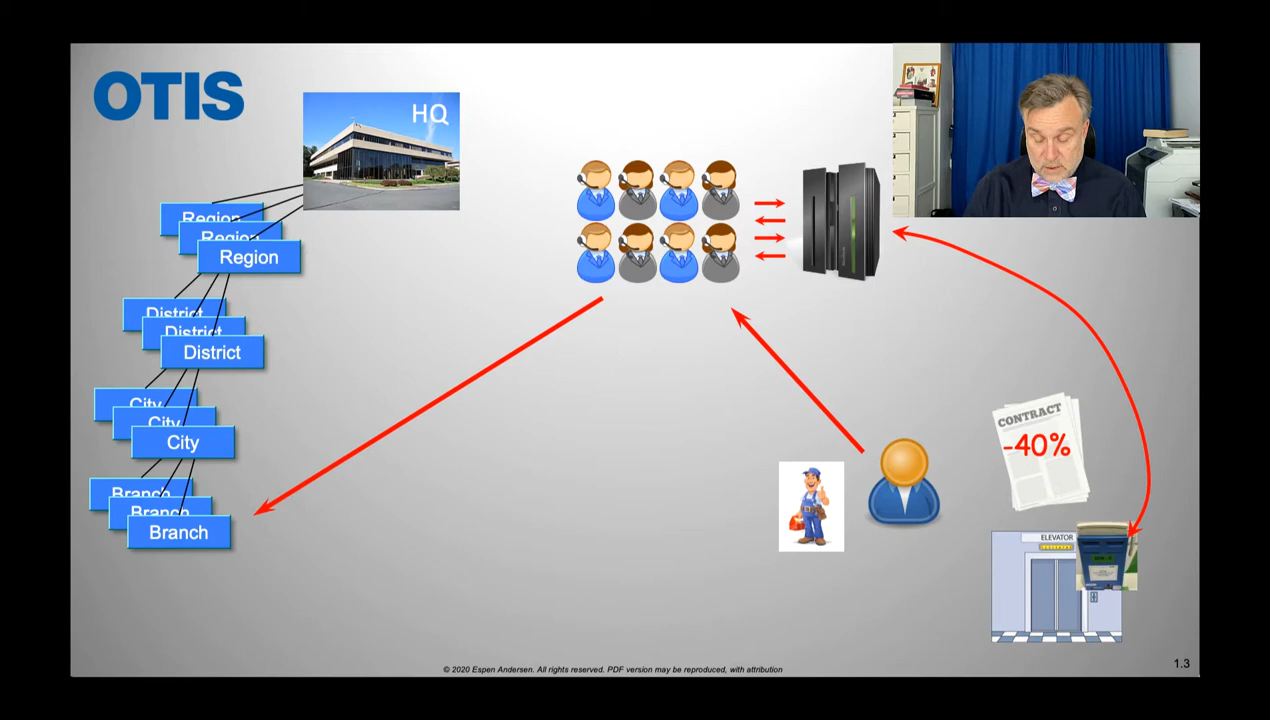 OTIS
HQ
Region
Region
Region
District
District
District
City
City
City
Branch
Branch
Branch
CONTRACT
-40%
ELEVATOR
© 2020 Espen Andersen. All rights reserved. PDF version may be reproduced, with attribution
1.3